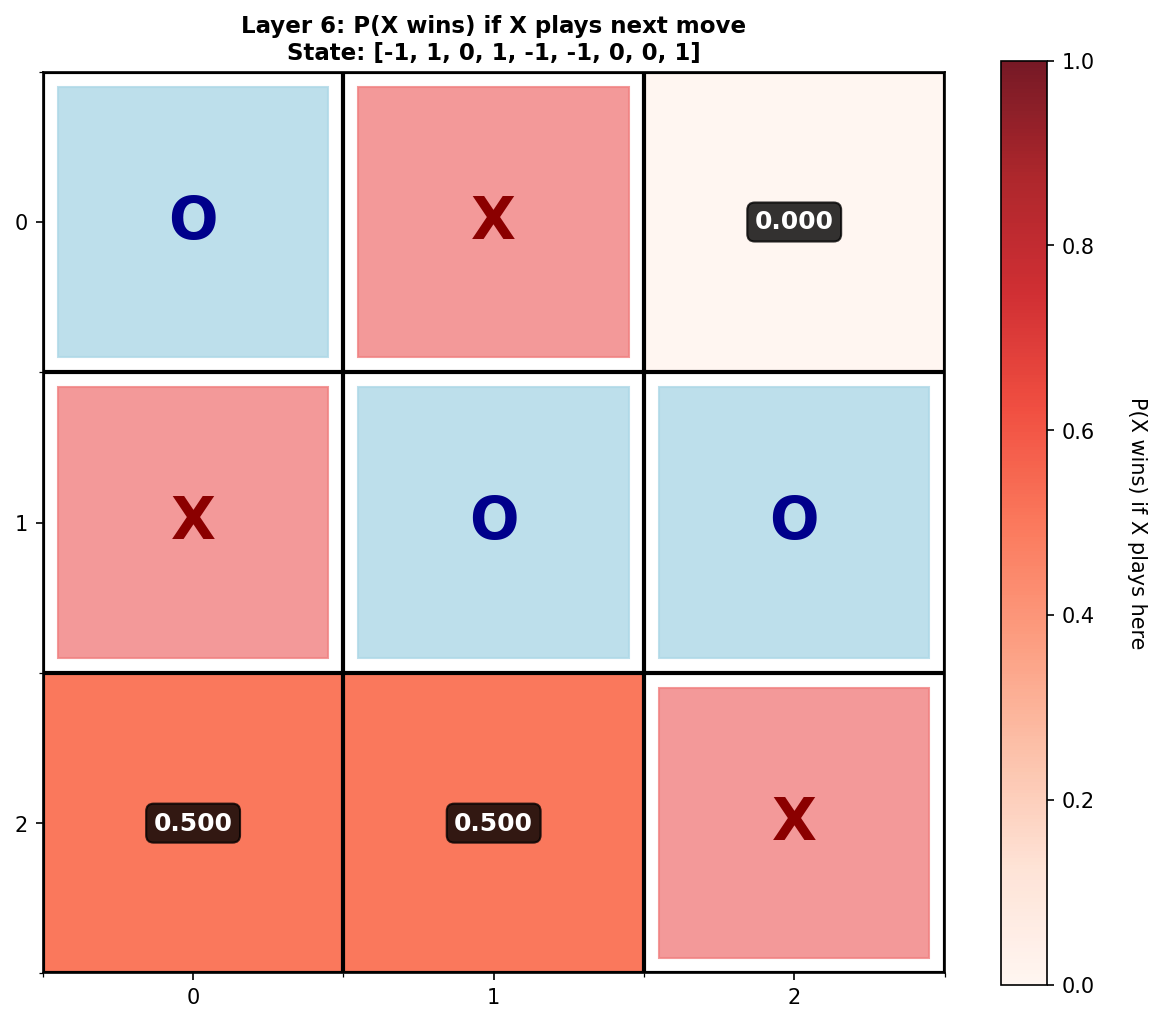 Layer 6: P(X wins) if X plays next move
State: [-1, 1, 0, 1, -1, -1, 0, 0, 1]
O X 0.000
X O O
0.500 0.500 X
0
1
2
0 1 2
1.0
0.8
0.6
0.4
0.2
0.0
P(X wins) if X plays here